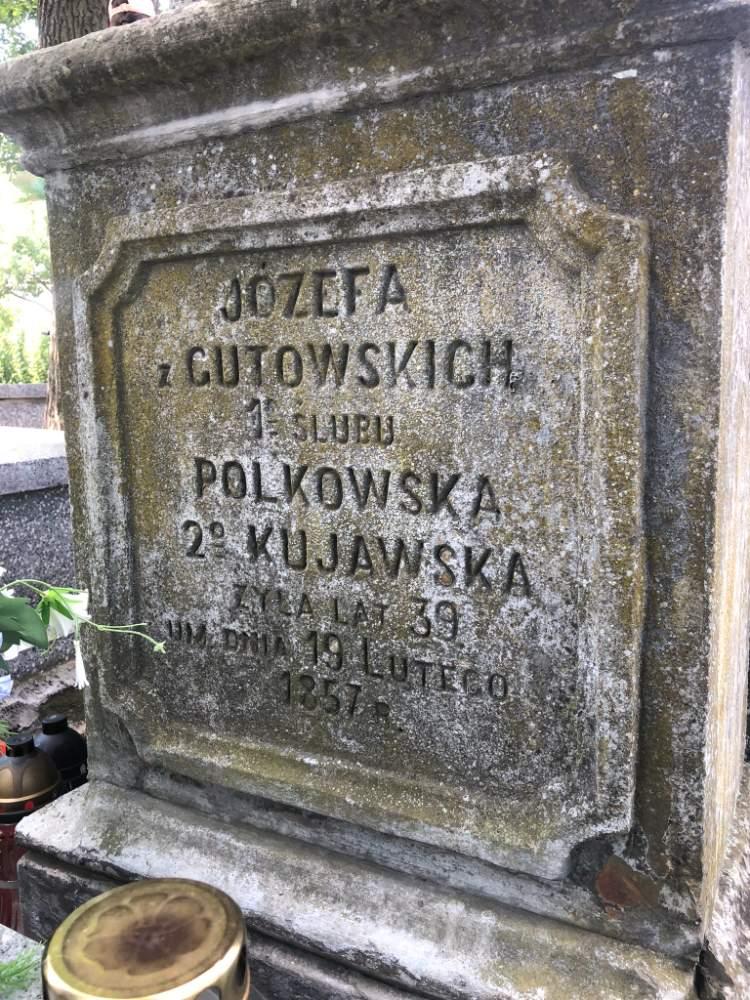 JÓZEFA
z GUTOWSKICH
1º ŚLUBU
POLKOWSKA
2º KUJAWSKA
ŻYŁA LAT 39
UM. DNIA 19 LUTEGO
1857 R.